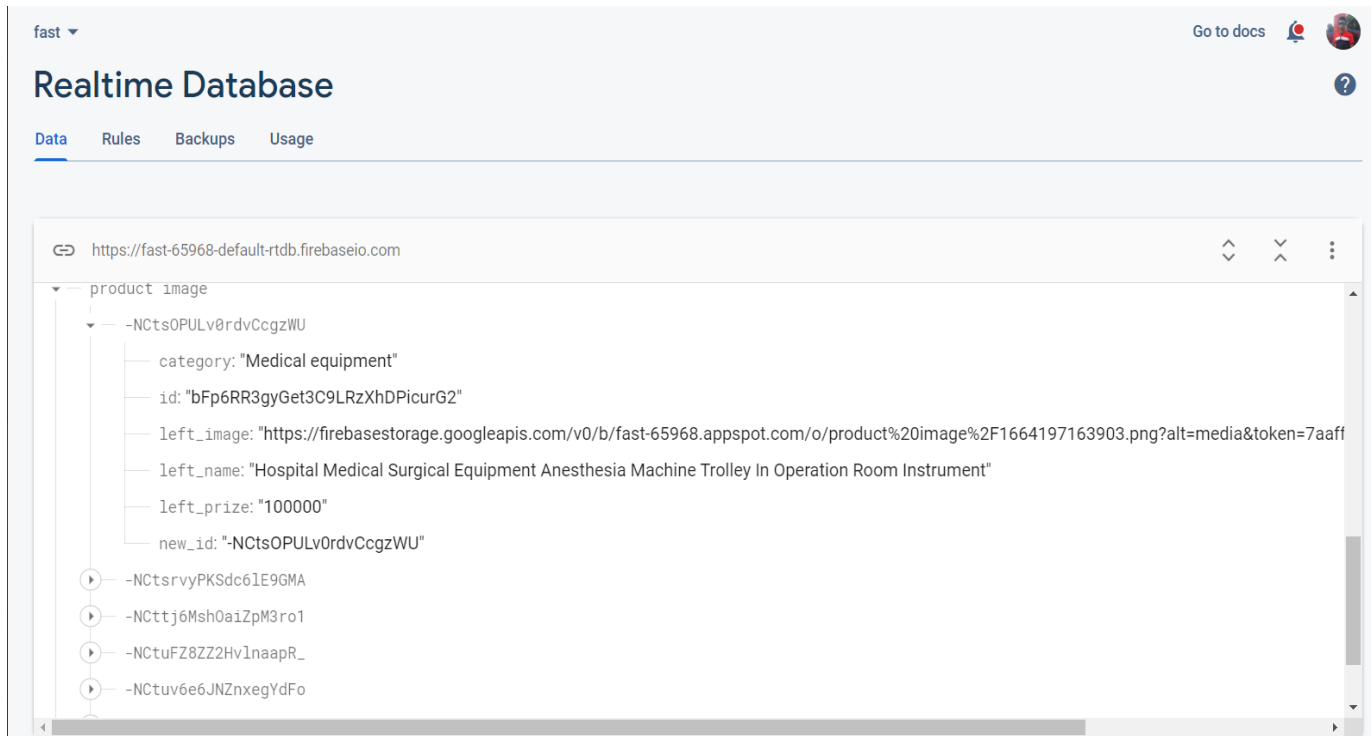 fast
Go to docs
Realtime Database
?
Data Rules Backups Usage
https://fast-65968-default-rtdb.firebaseio.com
product image
-NCtsOPULv0rdvCcgzWU
category: "Medical equipment"
id: "bFp6RR3gyGet3C9LRzXhDPicurG2"
left_image: "https://firebasestorage.googleapis.com/v0/b/fast-65968.appspot.com/o/product%20image%2F1664197163903.png?alt=media&token=7aaff
left_name: "Hospital Medical Surgical Equipment Anesthesia Machine Trolley In Operation Room Instrument"
left_prize: "100000"
new_id: "-NCtsOPULv0rdvCcgzWU"
-NCtsrvyPKSdc6lE9GMA
-NCttj6MshOaiZpM3ro1
-NCtuFZ8ZZ2HvlnaapR_
-NCtuv6e6JNZnxegYdFo